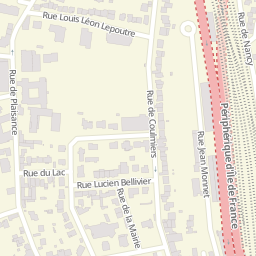 Rue Louis Léon Lepoutre
Rue de Nancy
Rue de Plaisance
Rue de Coulmiers
Périphérique d'Île de France
Rue Jean Monnet
Rue du Lac
Rue Lucien Bellivier
Rue de la Mairie